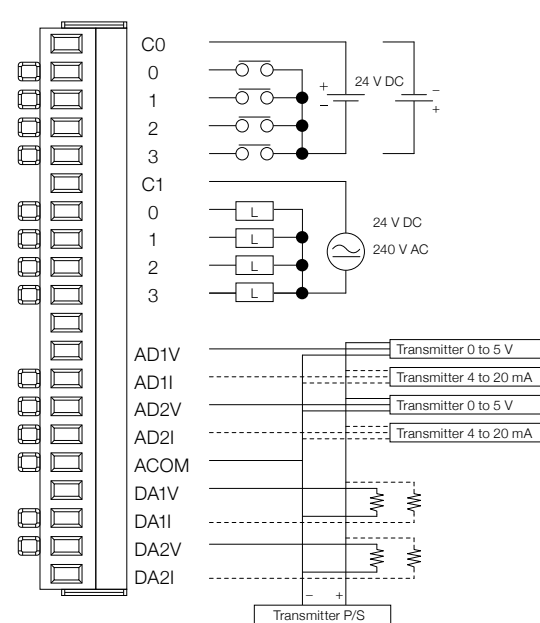 C0
0
1
2
3
+
−
24 V DC
−
+
C1
0 L
1 L
2 L
3 L
24 V DC
240 V AC
AD1V Transmitter 0 to 5 V
AD1I Transmitter 4 to 20 mA
AD2V Transmitter 0 to 5 V
AD2I Transmitter 4 to 20 mA
ACOM
DA1V
DA1I
DA2V
DA2I
− +
Transmitter P/S